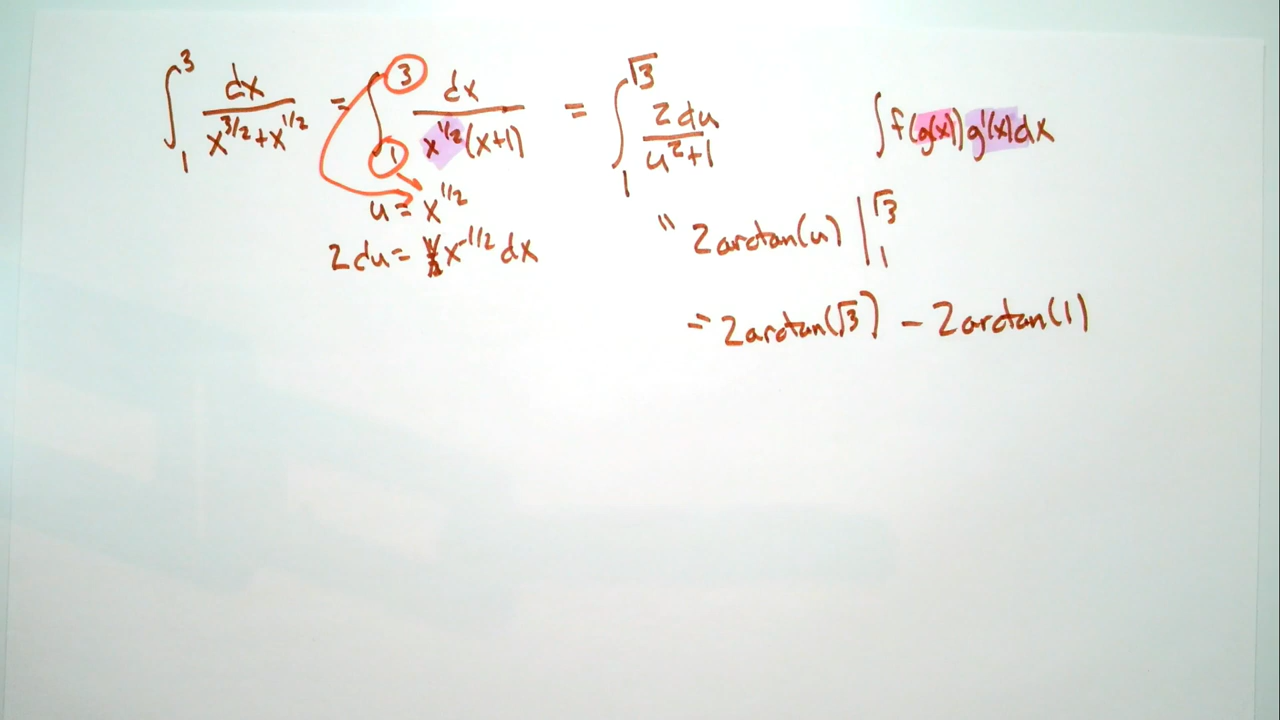 ∫₁³ dx/(x^{3/2}+x^{1/2}) = ∫₁³ dx/(x^{1/2}(x+1)) = ∫₁^{√3} 2du/(u²+1)    ∫f(g(x))g'(x)dx
u = x^{1/2}
2du = x^{-1/2}dx
" 2arctan(u) |₁^{√3}
= 2arctan(√3) - 2arctan(1)